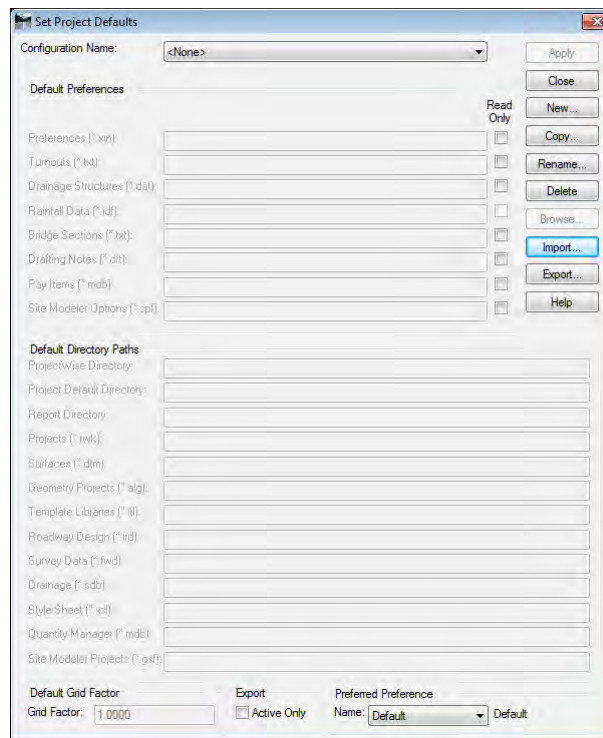 Set Project Defaults
Configuration Name:
<None>
Apply
Close
Default Preferences
Read Only
New...
Preferences (*.xin):
Copy...
Turnouts (*.txt):
Rename...
Drainage Structures (*.dat):
Delete
Rainfall Data (*.idf):
Browse...
Bridge Sections (*.txt):
Import...
Drafting Notes (*.dft):
Export...
Pay Items (*.mdb):
Help
Site Modeler Options (*.spf)
Default Directory Paths
ProjectWise Directory:
Project Default Directory:
Report Directory:
Projects (*.rwk):
Surfaces (*.dtm):
Geometry Projects (*.alg):
Template Libraries (*.itl):
Roadway Design (*.ird):
Survey Data (*.fwd):
Drainage (*.sdb):
Style Sheet (*.xsl):
Quantity Manager (*.mdb):
Site Modeler Projects (*.gsf)
Default Grid Factor
Grid Factor: 1.0000
Export
Active Only
Preferred Preference
Name: Default Default